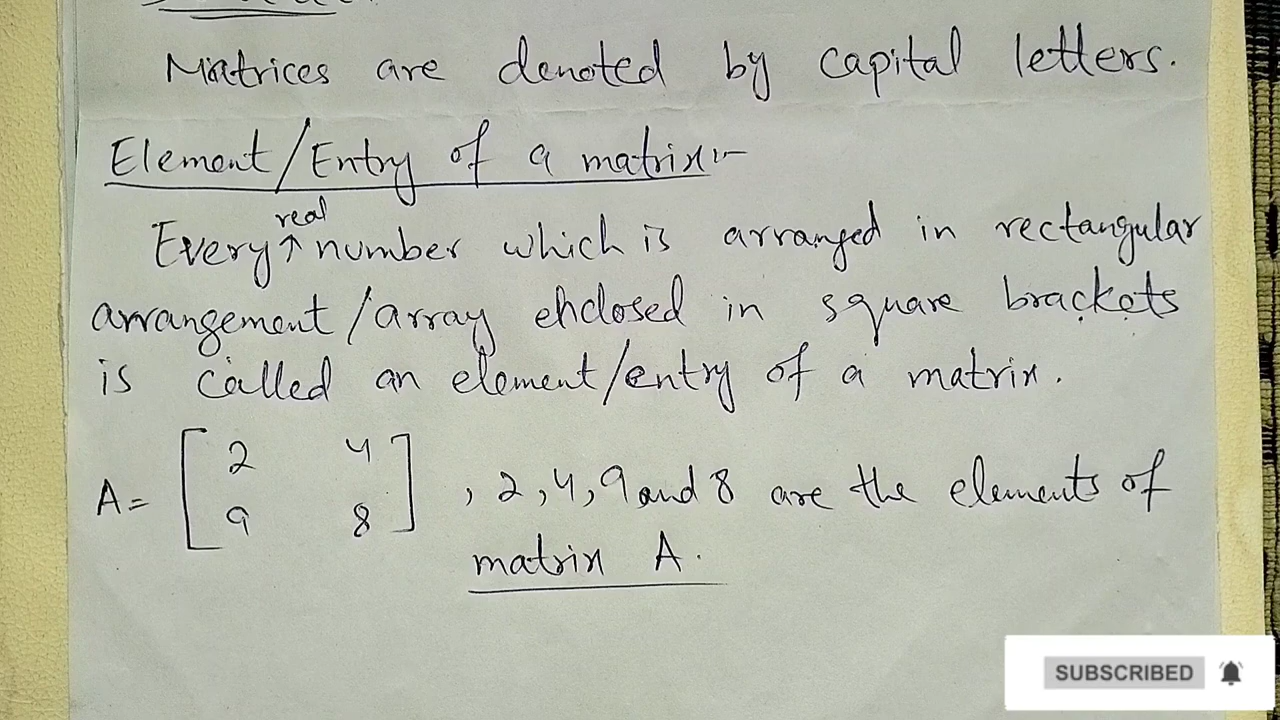 Matrices are denoted by capital letters.
Element/Entry of a matrix:-
real
Every↑number which is arranged in rectangular
arrangement/array enclosed in square brackets
is called an element/entry of a matrix.
A= [ 2 4
9 8 ] , 2,4,9 and 8 are the elements of
matrix A.
SUBSCRIBED